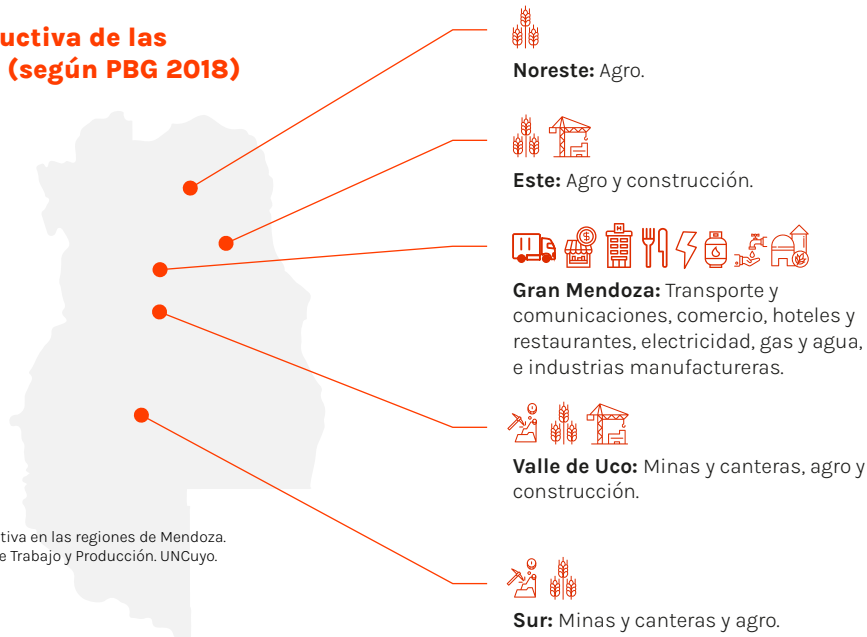 uctiva de las
(según PBG 2018)
Noreste: Agro.
Este: Agro y construcción.
Gran Mendoza: Transporte y
comunicaciones, comercio, hoteles y
restaurantes, electricidad, gas y agua,
e industrias manufactureras.
Valle de Uco: Minas y canteras, agro y
construcción.
tiva en las regiones de Mendoza.
e Trabajo y Producción. UNCuyo.
Sur: Minas y canteras y agro.